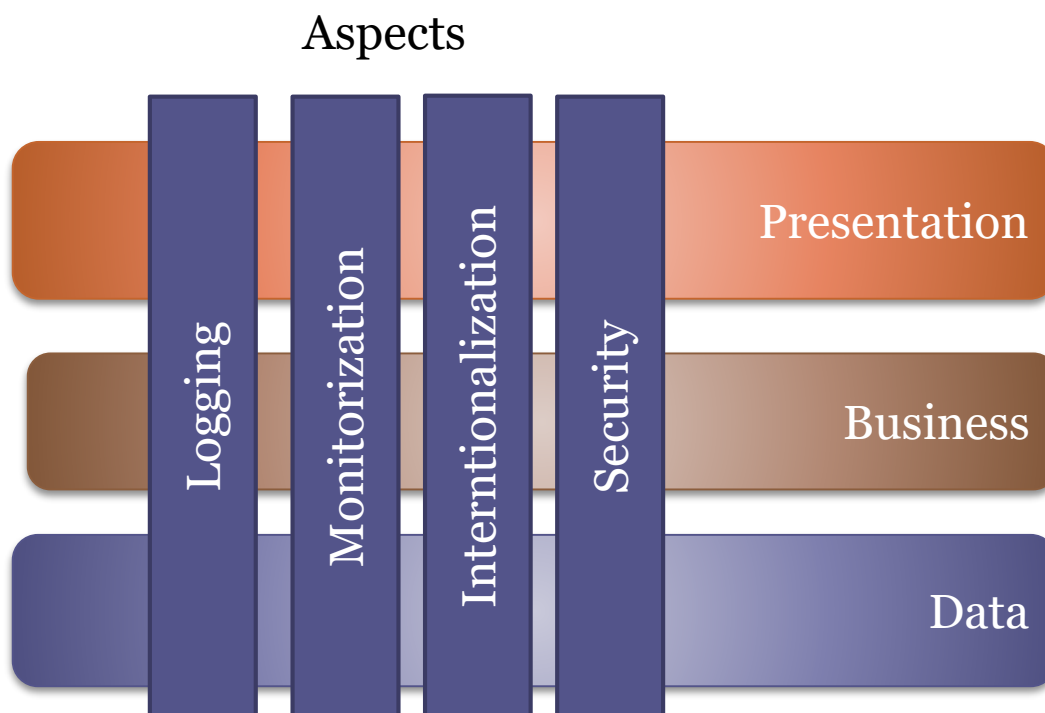 Aspects
Logging
Monitorization
Interntionalization
Security
Presentation
Business
Data